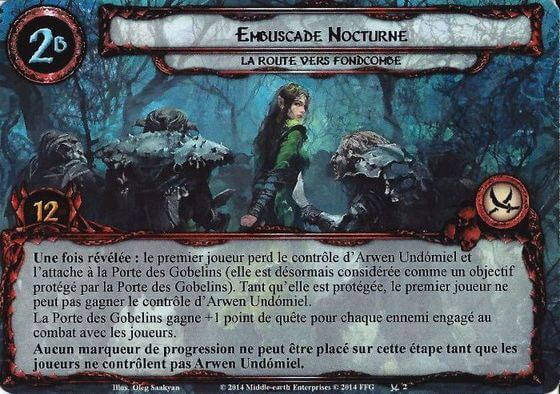 2B
EMBUSCADE NOCTURNE
LA ROUTE VERS FONDCOMBE
12
Une fois révélée : le premier joueur perd le contrôle d'Arwen Undómiel et
l'attache à la Porte des Gobelins (elle est désormais considérée comme un objectif
protégé par la Porte des Gobelins). Tant qu'elle est protégée, le premier joueur ne
peut pas gagner le contrôle d'Arwen Undómiel.
La Porte des Gobelins gagne +1 point de quête pour chaque ennemi engagé au
combat avec les joueurs.
Aucun marqueur de progression ne peut être placé sur cette étape tant que les
joueurs ne contrôlent pas Arwen Undómiel.
Illus. Oleg Saakyan © 2014 Middle-earth Enterprises © 2014 FFG 2